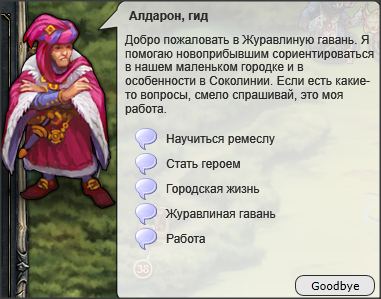 Алдарон, гид
Добро пожаловать в Журавлиную гавань. Я
помогаю новоприбывшим сориентироваться
в нашем маленьком городке и в
особенности в Соколинии. Если есть какие-
то вопросы, смело спрашивай, это моя
работа.
Научиться ремеслу
Стать героем
Городская жизнь
Журавлиная гавань
Работа
38
Goodbye